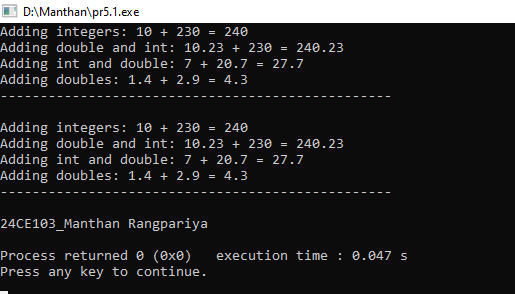 D:\Manthan\pr5.1.exe
Adding integers: 10 + 230 = 240
Adding double and int: 10.23 + 230 = 240.23
Adding int and double: 7 + 20.7 = 27.7
Adding doubles: 1.4 + 2.9 = 4.3
-------------------------------------------------
Adding integers: 10 + 230 = 240
Adding double and int: 10.23 + 230 = 240.23
Adding int and double: 7 + 20.7 = 27.7
Adding doubles: 1.4 + 2.9 = 4.3
-------------------------------------------------
24CE103_Manthan Rangpariya
Process returned 0 (0x0)   execution time : 0.047 s
Press any key to continue.